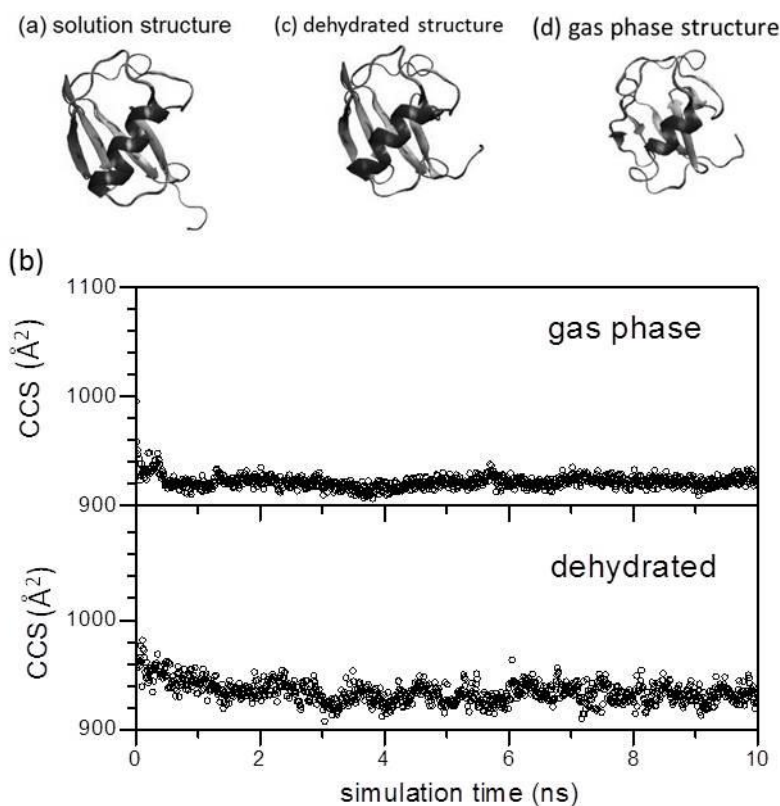 (a) solution structure
(c) dehydrated structure
(d) gas phase structure
(b)
1100
1000
900
CCS (Å²)
gas phase
1000
900
CCS (Å²)
dehydrated
0 2 4 6 8 10
simulation time (ns)